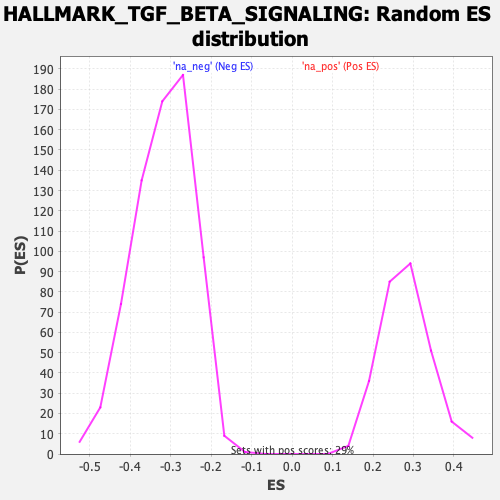 HALLMARK_TGF_BETA_SIGNALING: Random ES
distribution
'na_neg' (Neg ES) 'na_pos' (Pos ES)
190
180
170
160
150
140
130
120
110
100
90
80
70
60
50
40
30
20
10
0
P(ES)
Sets with pos scores: 29%
-0.5 -0.4 -0.3 -0.2 -0.1 0.0 0.1 0.2 0.3 0.4
ES